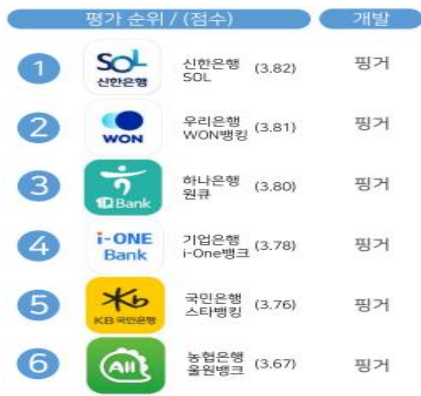 평가 순위 / (점수) 개발
1 SOL 신한은행 신한은행 SOL (3.82) 핑거
2 WON 우리은행 WON뱅킹 (3.81) 핑거
3 1Q Bank 하나은행 원큐 (3.80) 핑거
4 i-ONE Bank 기업은행 i-One뱅크 (3.78) 핑거
5 Kb KB국민은행 국민은행 스타뱅킹 (3.76) 핑거
6 All 농협은행 올원뱅크 (3.67) 핑거